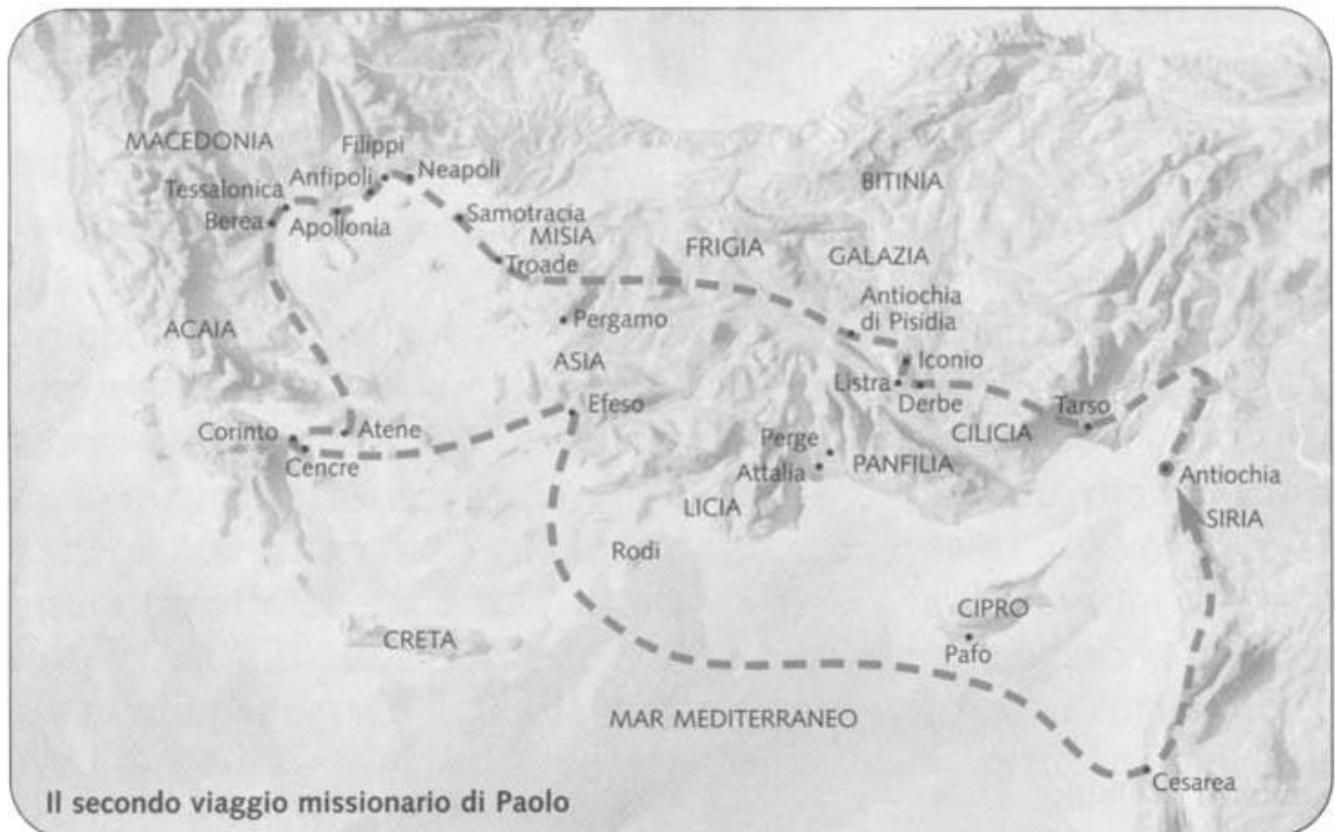 MACEDONIA
Filippi
Anfipoli
Neapoli
Tessalonica
Berea
Apollonia
Samotracia
MISIA
Troade
BITINIA
FRIGIA
GALAZIA
Antiochia
di Pisidia
Pergamo
ACAIA
ASIA
Iconio
Listra
Derbe
Efeso
Tarso
Corinto
Atene
Cencre
CILICIA
Perge
Attalia
PANFILIA
Antiochia
LICIA
SIRIA
Rodi
CIPRO
Pafo
CRETA
MAR MEDITERRANEO
Cesarea
Il secondo viaggio missionario di Paolo